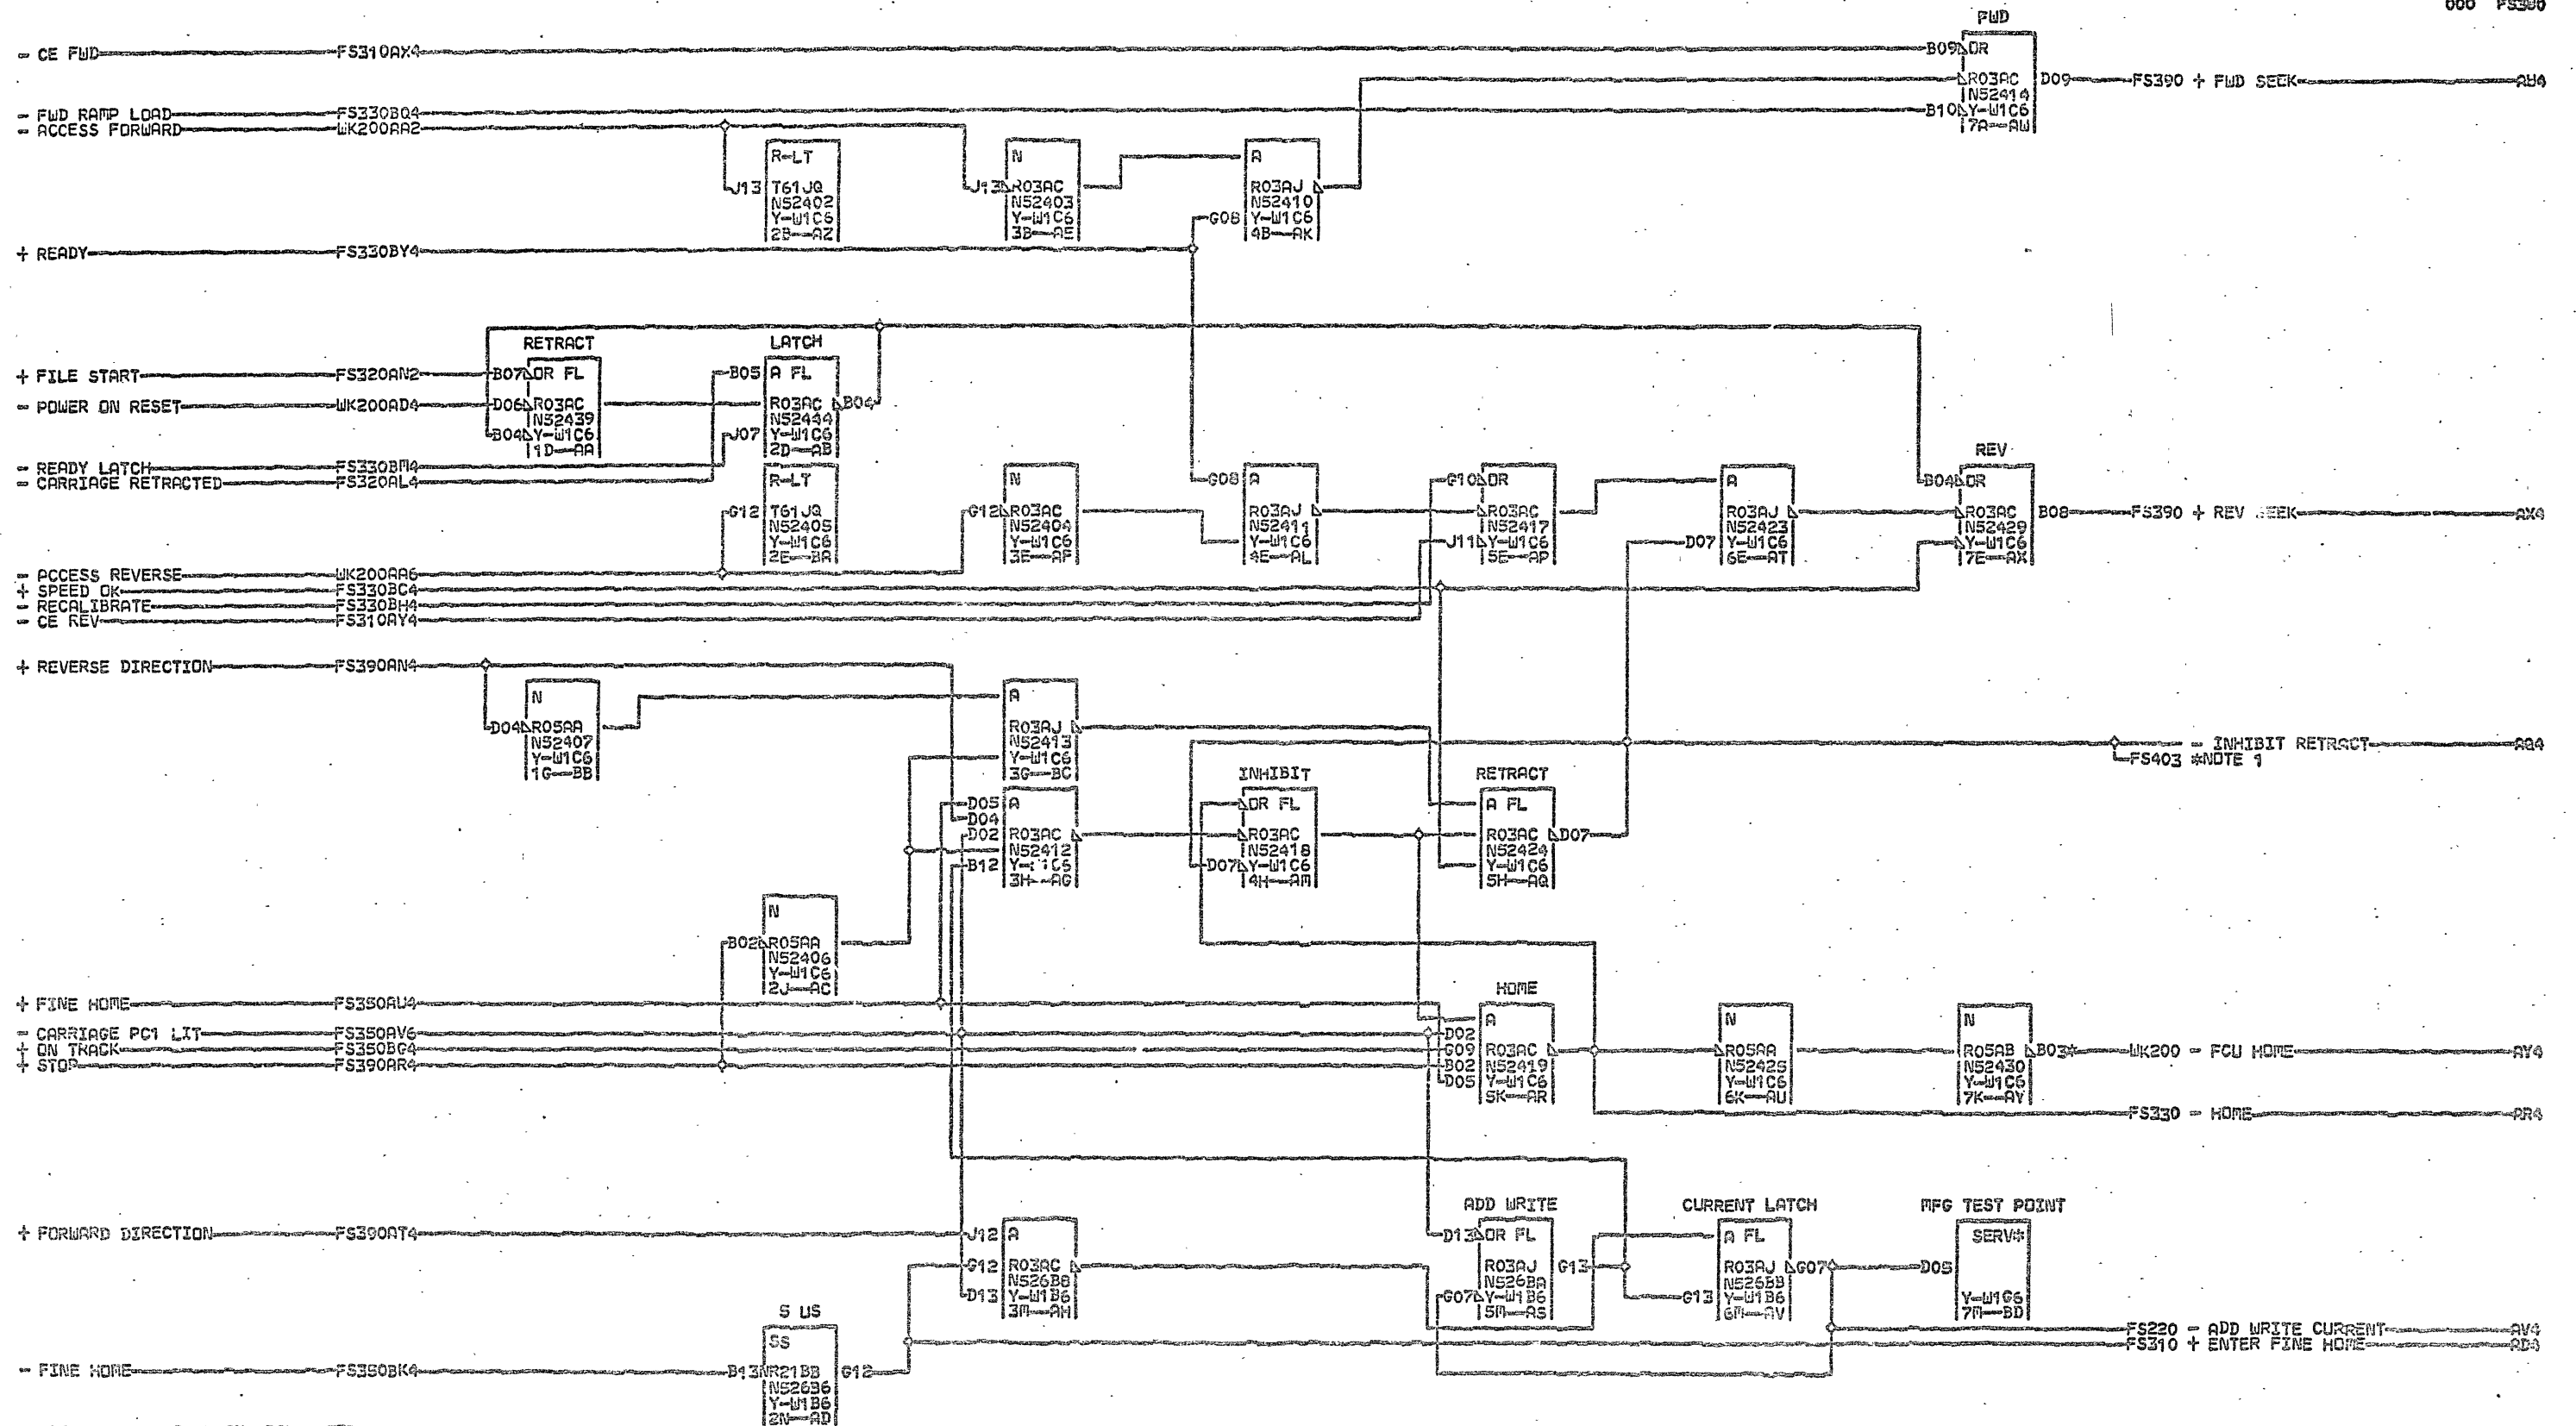 000 FS380
FWD
- CE FWD FS310AX4 B09 OR
R03AC D09 FS390 + FWD SEEK AW4
N52414
- FWD RAMP LOAD FS330BQ4 B10 Y-W1C6
- ACCESS FORWARD WK200AA2 7A--AW
R-LT N A
J13 T61JQ J13 R03AC R03AJ
N52402 N52403 N52410
Y-W1C6 Y-W1C6 G08 Y-W1C6
2B--AZ 3B--AE 4B--AK
+ READY FS330BY4
RETRACT LATCH
+ FILE START FS320AN2 B07 OR FL B05 A FL
- POWER ON RESET WK200AD4 D06 R03AC R03AC B04
N52439 N52444
B04 Y-W1C6 J07 Y-W1C6
1D--AA 2D--AB REV
- READY LATCH FS330BM4
- CARRIAGE RETRACTED FS320AL4 R-LT N G08 A G10 OR A B04 OR
G12 T61JQ G12 R03AC R03AJ R03AC R03AJ R03AC B08 FS390 + REV SEEK AX4
N52405 N52404 N52411 N52417 N52423 N52429
Y-W1C6 Y-W1C6 Y-W1C6 J11 Y-W1C6 D07 Y-W1C6 Y-W1C6
2E--BA 3E--AF 4E--AL 5E--AP 6E--AT 7E--AX
- ACCESS REVERSE WK200AA6
+ SPEED OK FS330BC4
- RECALIBRATE FS330BH4
- CE REV FS310AY4
+ REVERSE DIRECTION FS390AN4
N A
D04 R05AA R03AJ
N52407 N52413
Y-W1C6 Y-W1C6 - INHIBIT RETRACT AQ4
1G--BB 3G--BC FS403 *NOTE 1
INHIBIT RETRACT
D05 A OR FL A FL
D04
D02 R03AC R03AC R03AC D07
N52412 N52418 N52424
B12 D07 Y-W1C6 Y-W1C6
3H--AG 4H--AM 5H--AQ
N
B02 R05AA
N52406
Y-W1C6
2J--AC
+ FINE HOME FS350AU4 HOME
A N N
- CARRIAGE PC1 LIT FS350AV6 D02
+ ON TRACK FS350BG4 G09 R03AC R05AA R05AB B03* WK200 - FCU HOME AY4
+ STOP FS390AR4 B02 N52419 N52425 N52430
D05 Y-W1C6 Y-W1C6 Y-W1C6
5K--AR 6K--AU 7K--AY
FS330 - HOME AR4
ADD WRITE CURRENT LATCH MFG TEST POINT
+ FORWARD DIRECTION FS390AT4 J12 A D13 OR FL A FL SERV*
G12 R03AC R03AJ G13 R03AJ G07 D05
N526B8 N526BA N526BB
D13 Y-W1B6 G07 Y-W1B6 G13 Y-W1B6 Y-W1G6
3M--AH 5M--AS 6M--AV 7M--BD
S US
FS220 - ADD WRITE CURRENT AV4
SS FS310 + ENTER FINE HOME AD4
- FINE HOME FS350BK4 B13N R21BB G12
N526B6
Y-W1B6
2N--AD